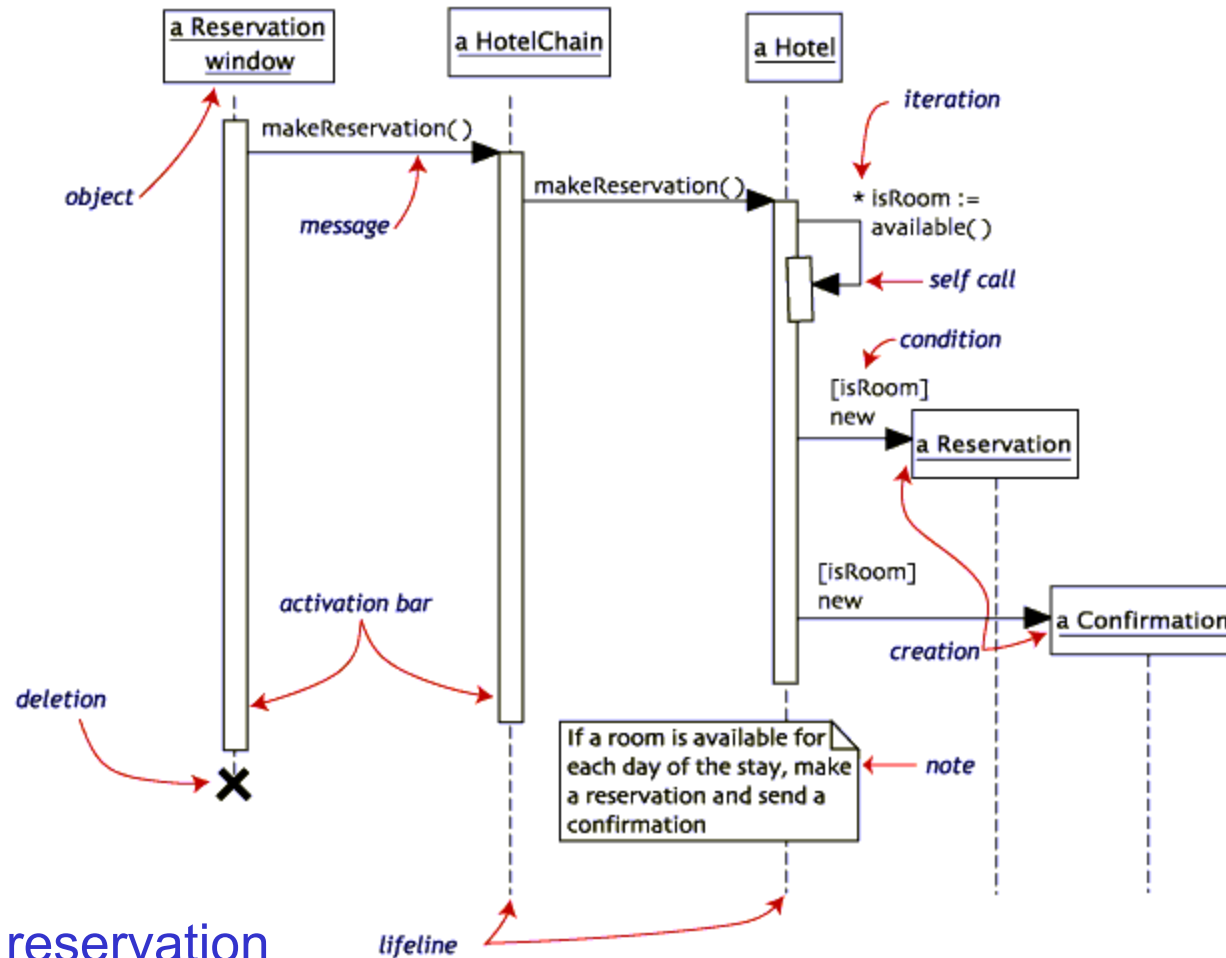 a Reservation
window
a HotelChain
a Hotel
iteration
makeReservation()
object
message
makeReservation()
* isRoom :=
available()
self call
condition
[isRoom]
new
a Reservation
[isRoom]
new
a Confirmation
creation
activation bar
deletion
If a room is available for
each day of the stay, make
a reservation and send a
confirmation
note
reservation
lifeline